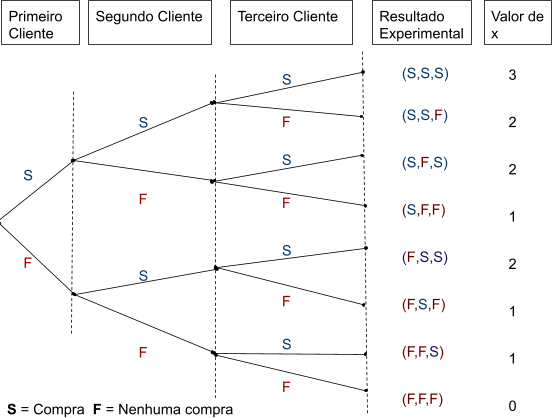 Primeiro
Cliente
Segundo Cliente
Terceiro Cliente
Resultado
Experimental
Valor de
x
S
(S,S,S)
3
S
F
(S,S,F)
2
S
S
(S,F,S)
2
F
F
(S,F,F)
1
F
S
S
(F,S,S)
2
F
(F,S,F)
1
F
S
(F,F,S)
1
F
(F,F,F)
0
S = Compra F = Nenhuma compra